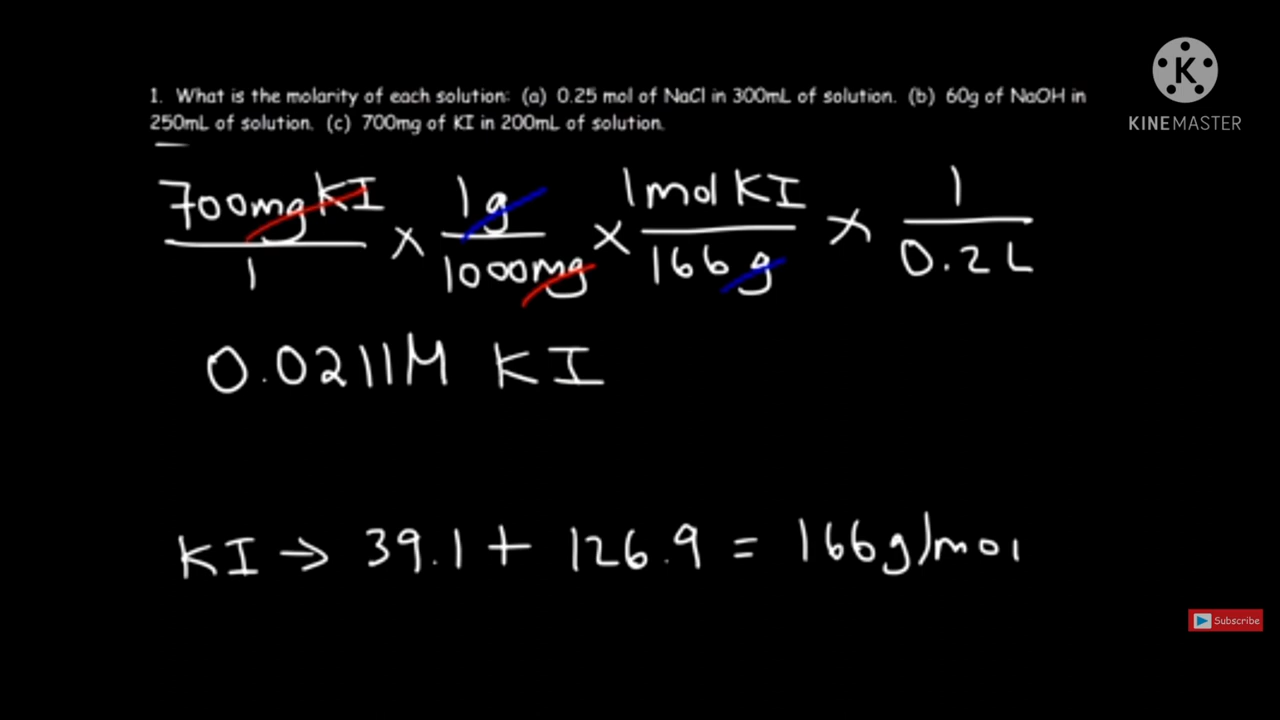 K
KINEMASTER
1. What is the molarity of each solution: (a) 0.25 mol of NaCl in 300mL of solution. (b) 60g of NaOH in
250mL of solution. (c) 700mg of KI in 200mL of solution.
700mg KI 1g 1mol KI 1
× × ×
1 1000mg 166g 0.2L
0.0211M KI
KI → 39.1 + 126.9 = 166g/mol
Subscribe